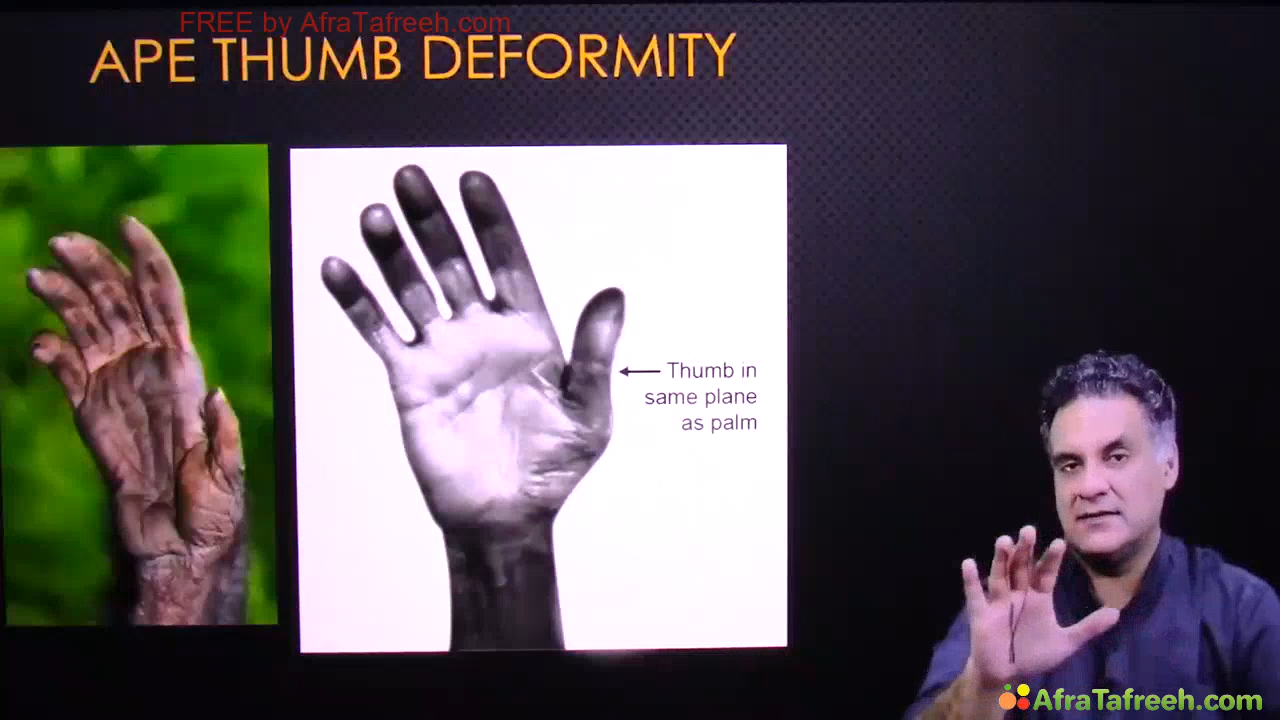 FREE by AfraTafreeh.com
APE THUMB DEFORMITY
Thumb in
same plane
as palm
AfraTafreeh.com